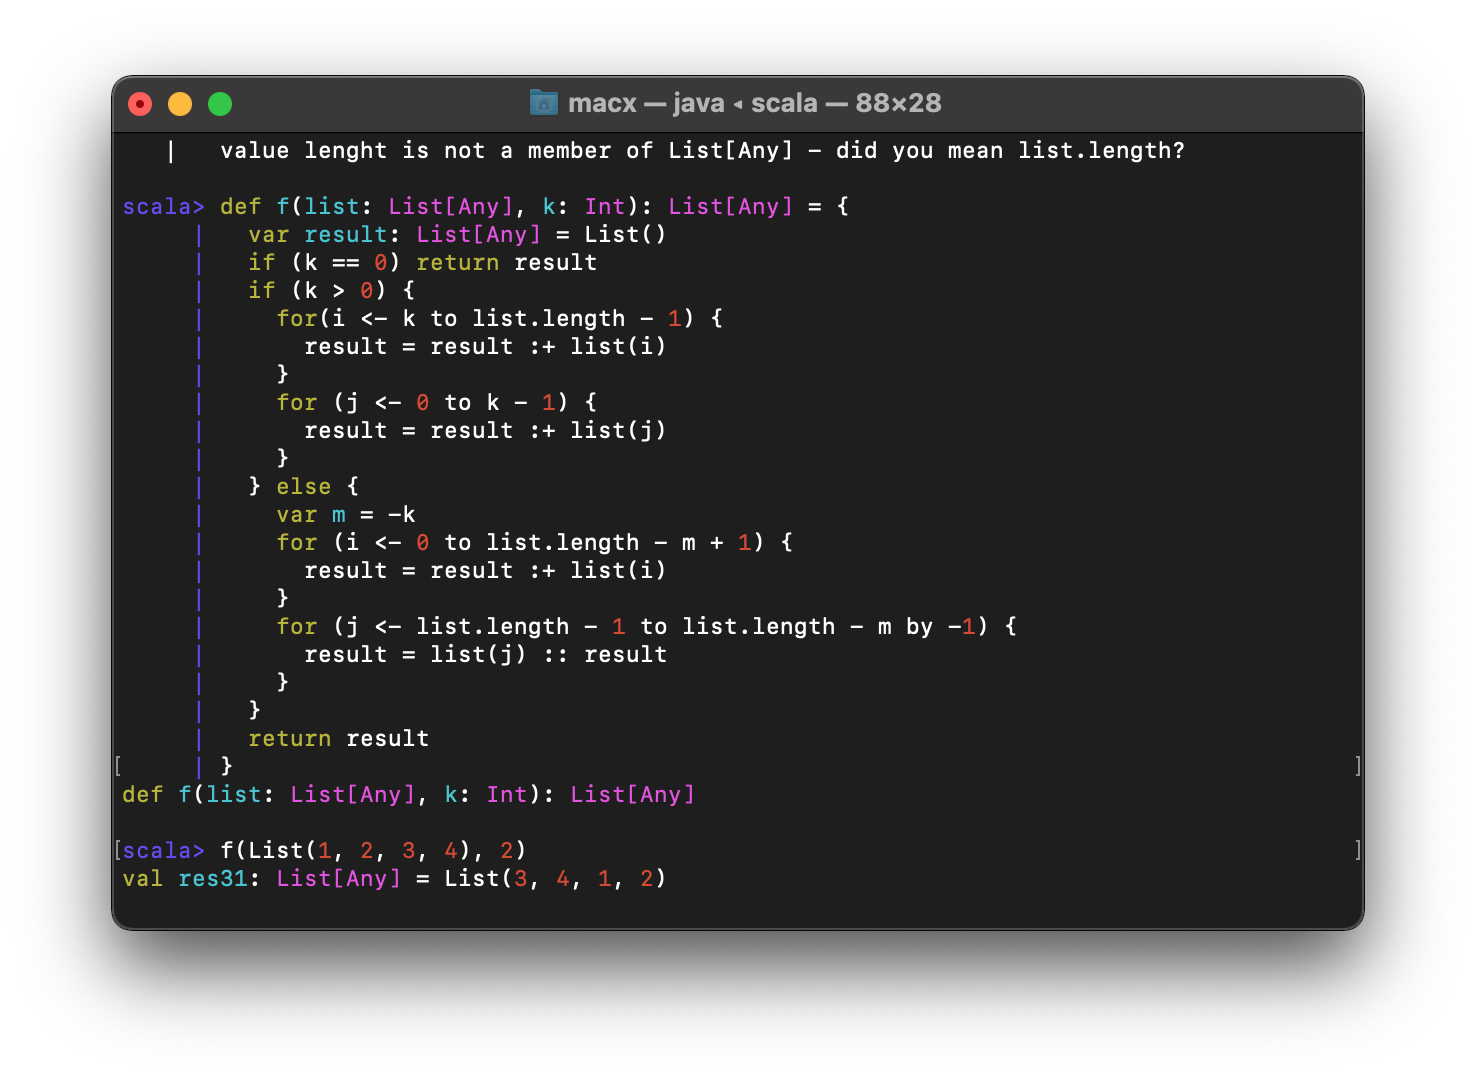 macx — java ◂ scala — 88×28
| value lenght is not a member of List[Any] - did you mean list.length?
scala> def f(list: List[Any], k: Int): List[Any] = {
| var result: List[Any] = List()
| if (k == 0) return result
| if (k > 0) {
| for(i <- k to list.length - 1) {
| result = result :+ list(i)
| }
| for (j <- 0 to k - 1) {
| result = result :+ list(j)
| }
| } else {
| var m = -k
| for (i <- 0 to list.length - m + 1) {
| result = result :+ list(i)
| }
| for (j <- list.length - 1 to list.length - m by -1) {
| result = list(j) :: result
| }
| }
| return result
[ | } ]
def f(list: List[Any], k: Int): List[Any]
[scala> f(List(1, 2, 3, 4), 2) ]
val res31: List[Any] = List(3, 4, 1, 2)